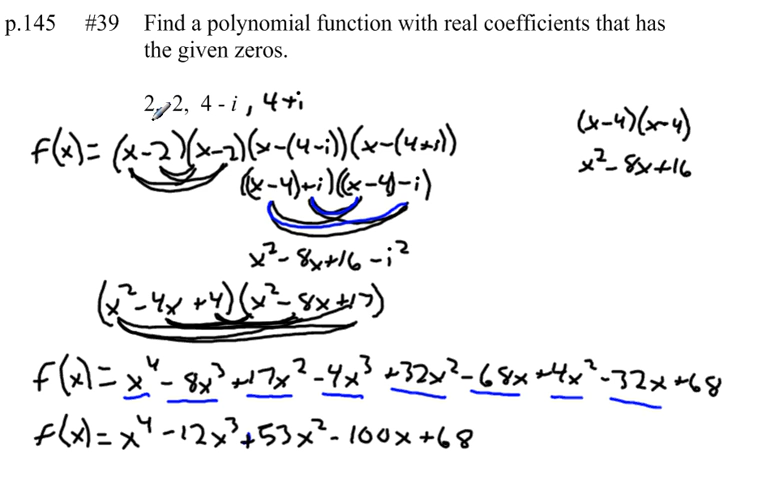 p.145 #39 Find a polynomial function with real coefficients that has
the given zeros.
2, 2, 4 - i, 4+i
(x-4)(x-4)
f(x) = (x-2)(x-2)(x-(4-i))(x-(4+i))
x²-8x+16
((x-4)+i)((x-4)-i)
x²-8x+16-i²
(x²-4x+4)(x²-8x+17)
f(x) = x⁴-8x³+17x²-4x³+32x²-68x+4x²-32x+68
f(x) = x⁴-12x³+53x²-100x+68